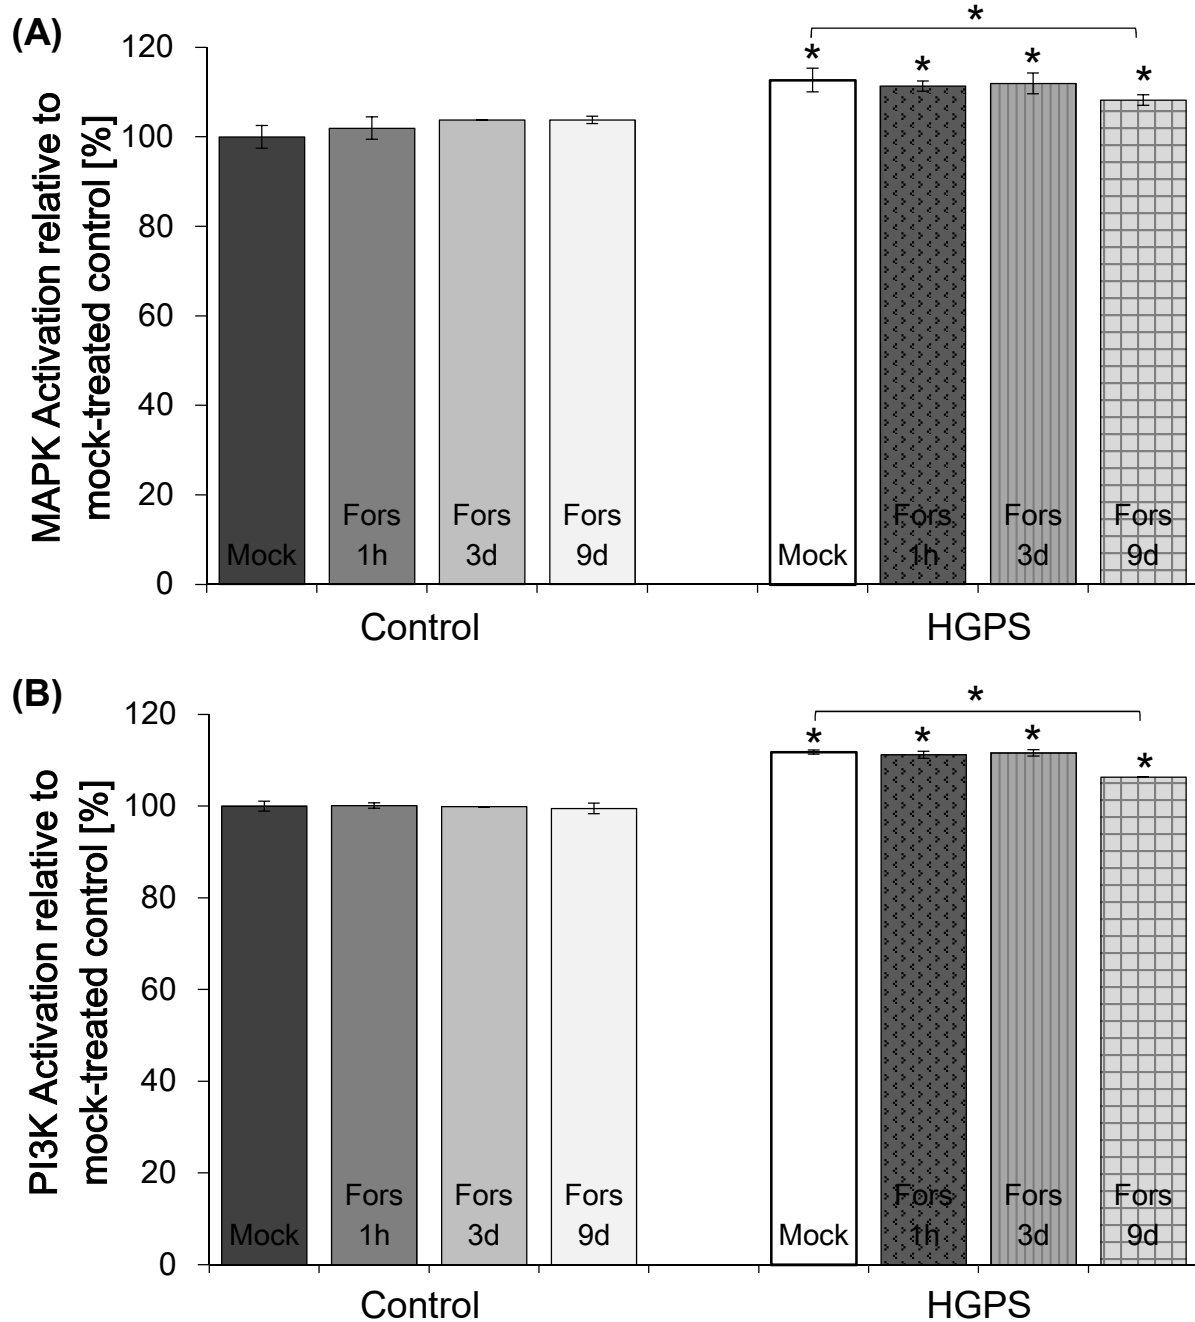 (A)
*
MAPK Activation relative to
mock-treated control [%]
120
100
80
60
40
20
0
* * * *
Fors Fors Fors Fors Fors Fors
Mock 1h 3d 9d Mock 1h 3d 9d
Control HGPS
(B)
*
PI3K Activation relative to
mock-treated control [%]
120
100
80
60
40
20
0
* * * *
Fors Fors Fors Fors Fors Fors
Mock 1h 3d 9d Mock 1h 3d 9d
Control HGPS